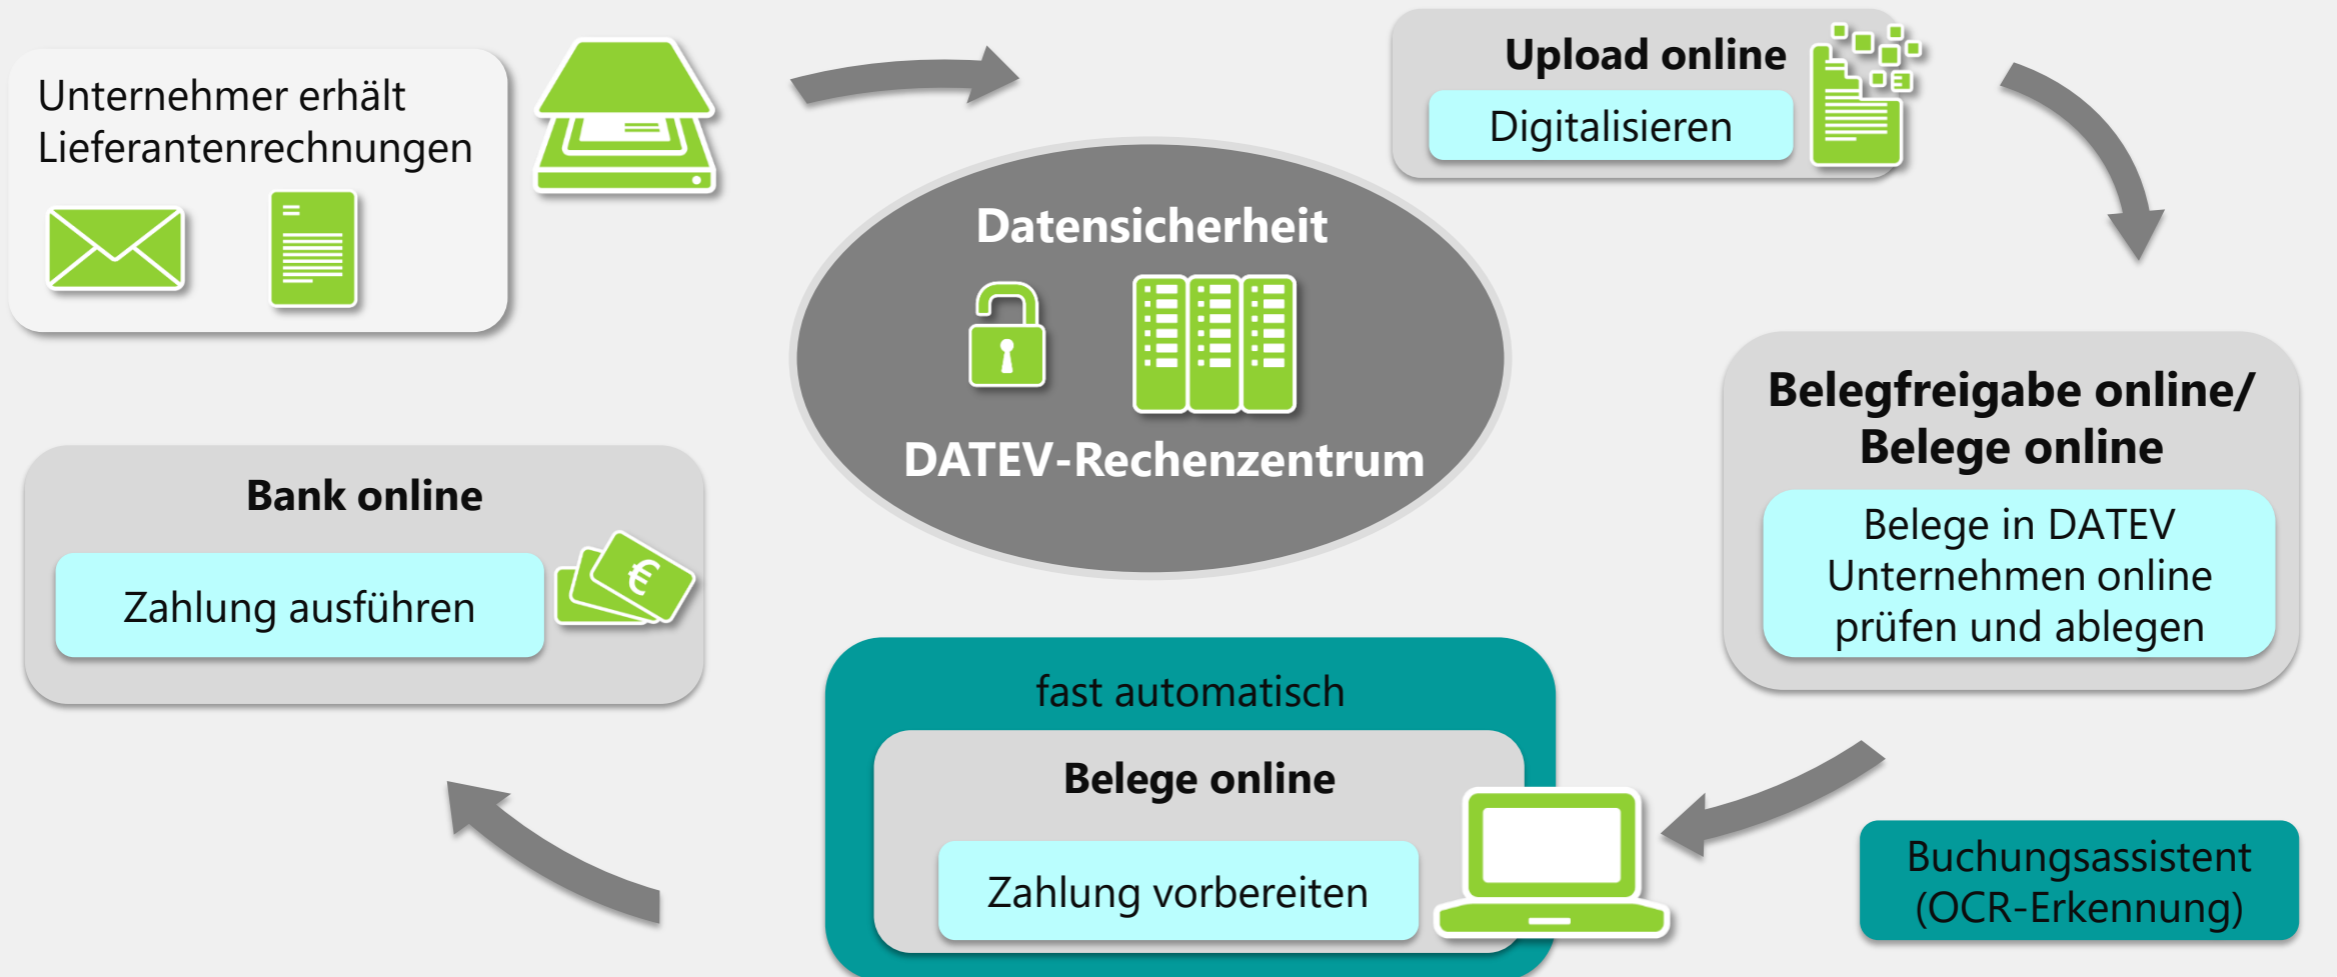 Unternehmer erhält
Lieferantenrechnungen
Upload online
Digitalisieren
Datensicherheit
DATEV-Rechenzentrum
Belegfreigabe online/
Belege online
Belege in DATEV
Unternehmen online
prüfen und ablegen
Buchungsassistent
(OCR-Erkennung)
fast automatisch
Belege online
Zahlung vorbereiten
Bank online
Zahlung ausführen
€